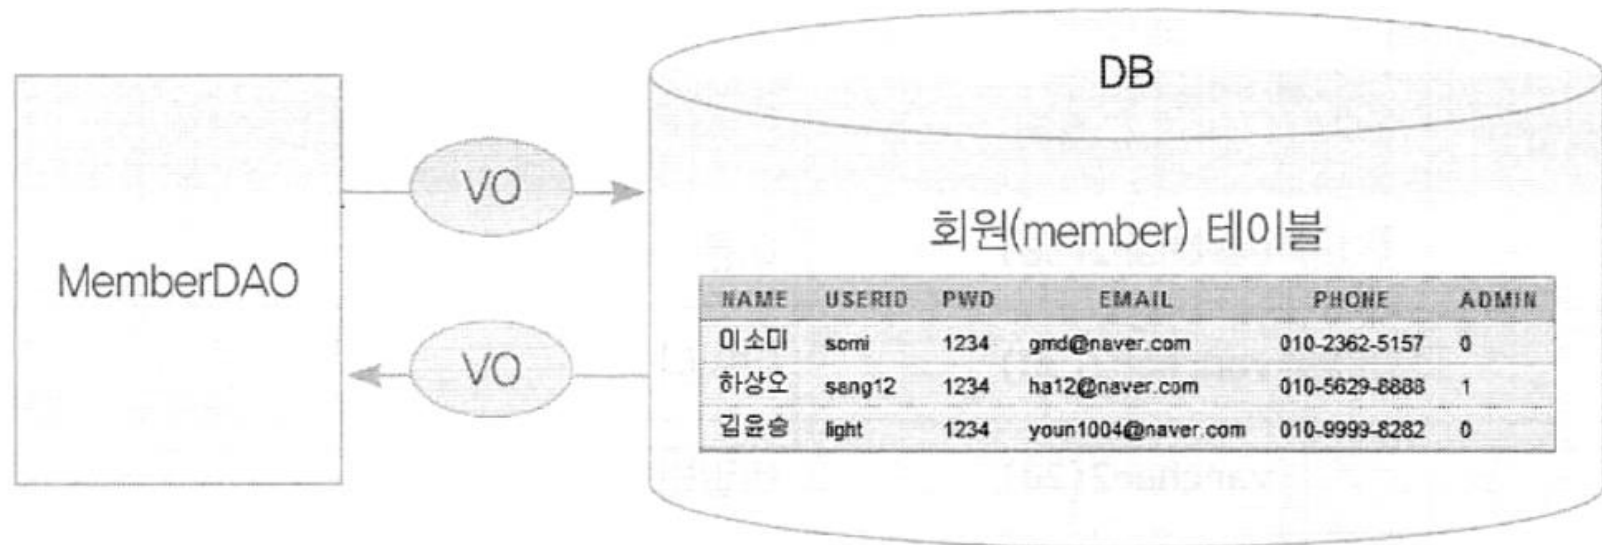 DB
MemberDAO
VO
VO
회원(member) 테이블
NAME USERID PWD EMAIL PHONE ADMIN
이소미 somi 1234 gmd@naver.com 010-2362-5157 0
하상오 sang12 1234 ha12@naver.com 010-5629-8888 1
김윤승 light 1234 youn1004@naver.com 010-9999-8282 0